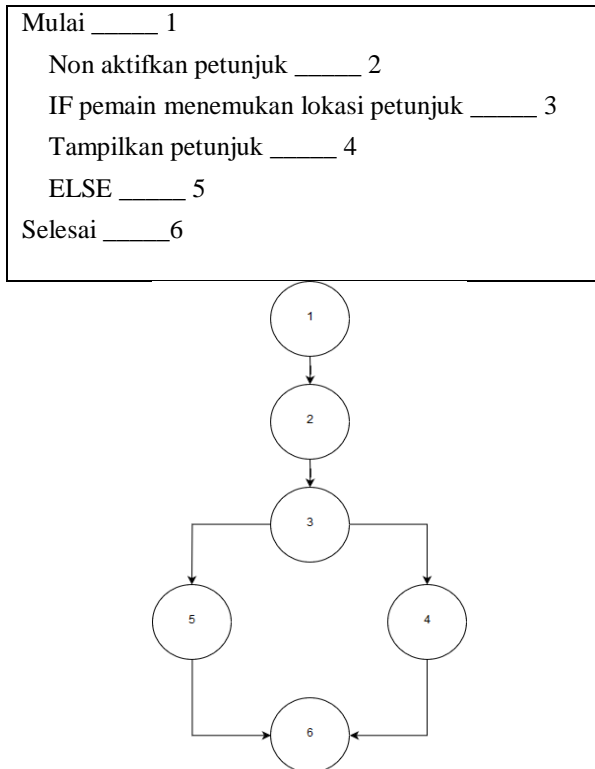 Mulai _____ 1
Non aktifkan petunjuk _____ 2
IF pemain menemukan lokasi petunjuk _____ 3
Tampilkan petunjuk _____ 4
ELSE _____ 5
Selesai _____6
1
2
3
5 4
6